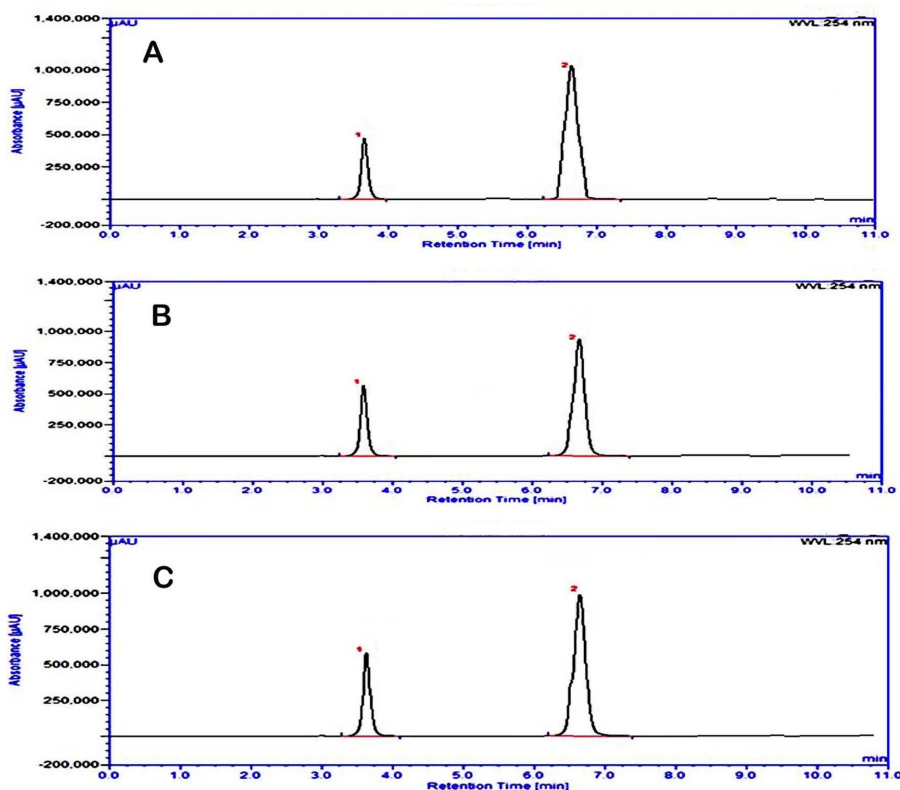 1.400.000
µAU
WVL 254 nm
A
1.000.000
750.000
500.000
250.000
-200.000
Absorbance [µAU]
1
2
min
0.0 1.0 2.0 3.0 4.0 5.0 6.0 7.0 8.0 9.0 10.0 11.0
Retention Time [min]
1.400.000
µAU
WVL 254 nm
B
1.000.000
750.000
500.000
250.000
-200.000
Absorbance [µAU]
1
2
min
0.0 1.0 2.0 3.0 4.0 5.0 6.0 7.0 8.0 9.0 10.0 11.0
Retention Time [min]
1.400.000
µAU
WVL 254 nm
C
1.000.000
750.000
500.000
250.000
-200.000
Absorbance [µAU]
1
2
min
0.0 1.0 2.0 3.0 4.0 5.0 6.0 7.0 8.0 9.0 10.0 11.0
Retention Time [min]